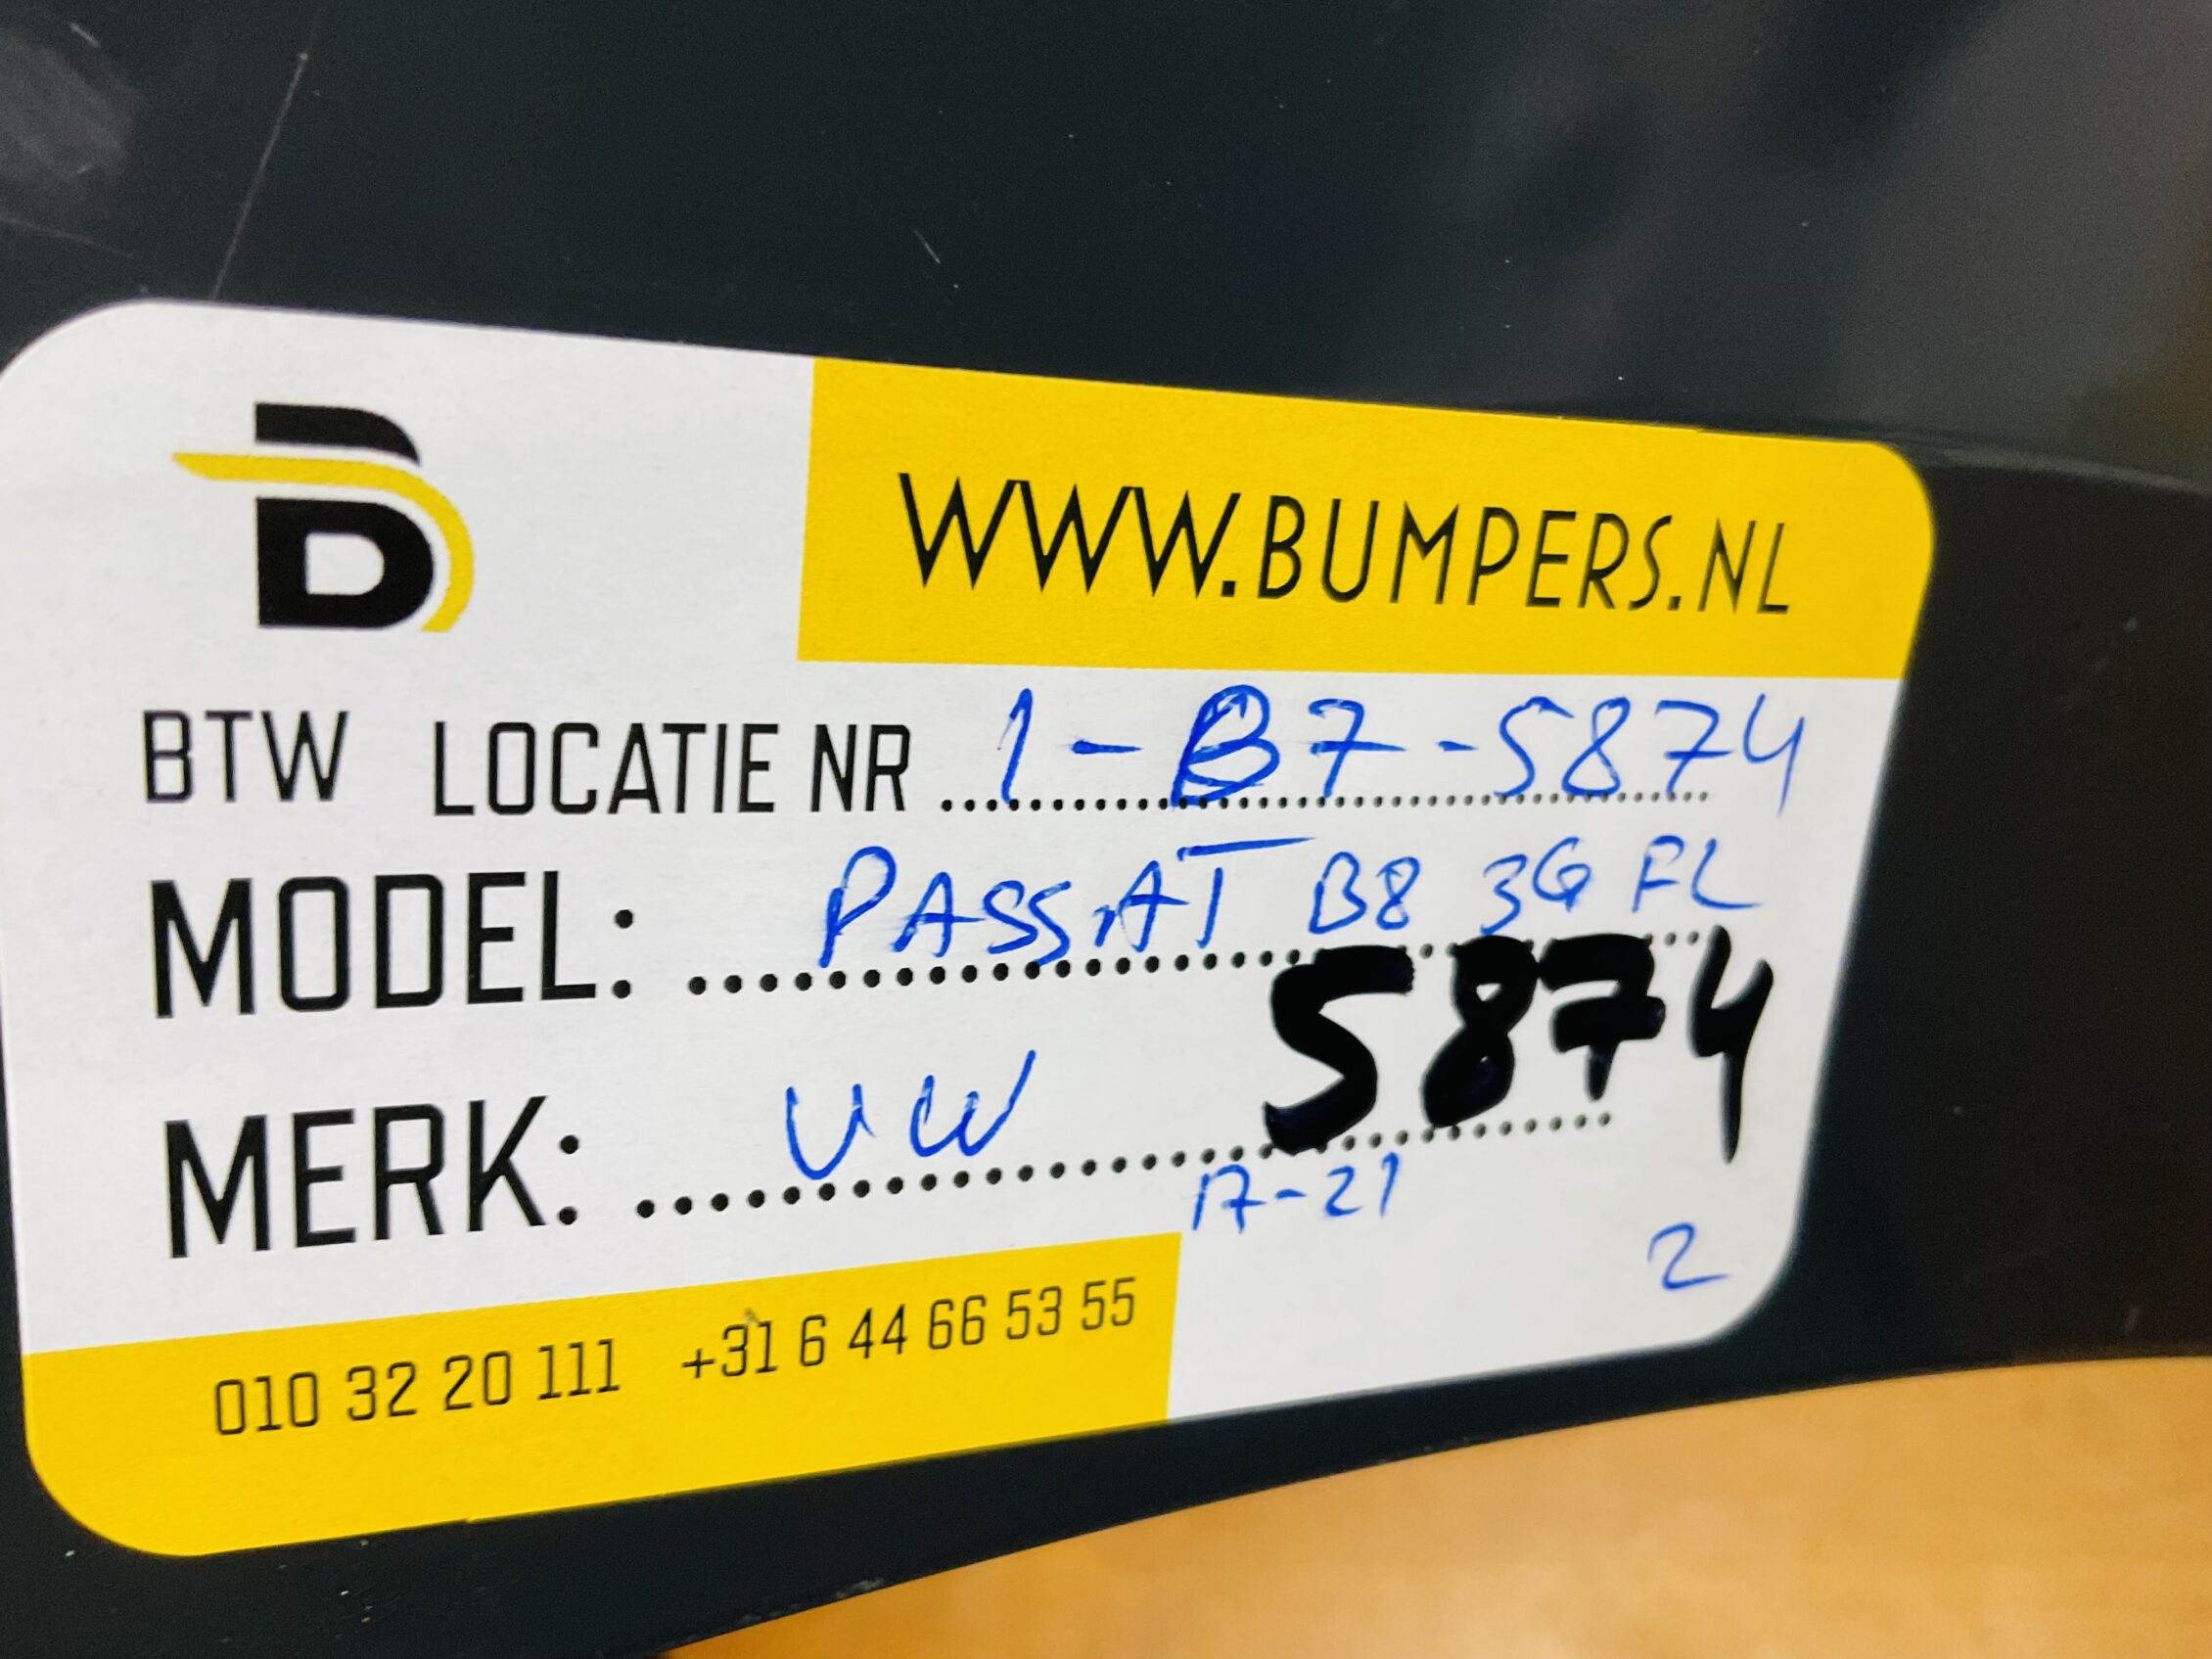 B
WWW.BUMPERS.NL
BTW LOCATIE NR 1-B7-5874
MODEL: PASSAT B8 3G FL
5874
MERK: VW
17-21
2
010 32 20 111 +31 6 44 66 53 55